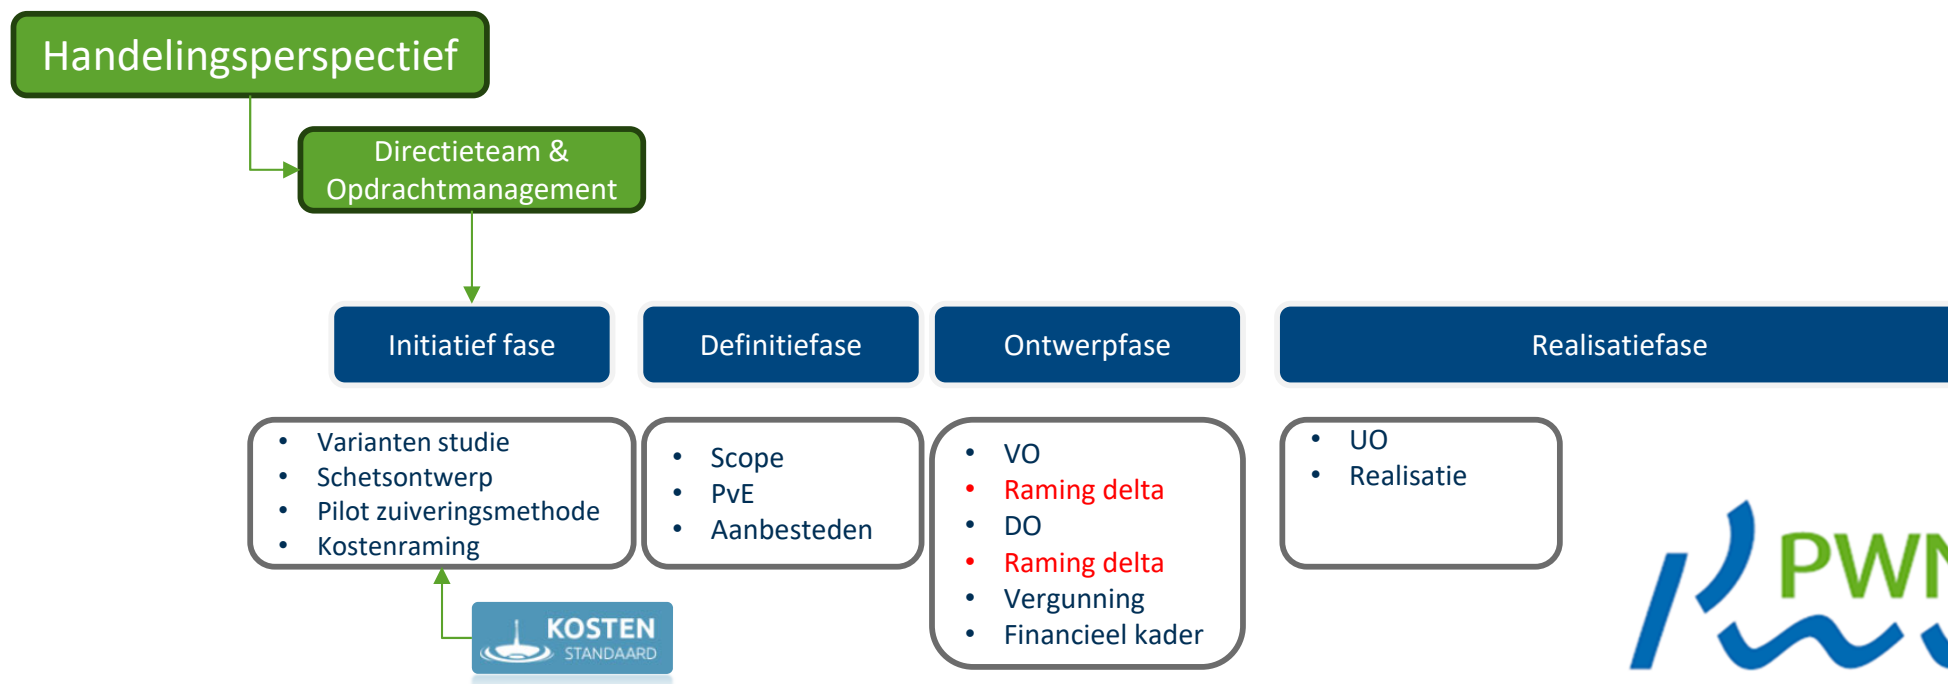 Handelingsperspectief
Directieteam &
Opdrachtmanagement
Initiatief fase
Definitiefase
Ontwerpfase
Realisatiefase
• Varianten studie
• Schetsontwerp
• Pilot zuiveringsmethode
• Kostenraming
• Scope
• PvE
• Aanbesteden
• VO
• Raming delta
• DO
• Raming delta
• Vergunning
• Financieel kader
• UO
• Realisatie
KOSTEN
STANDAARD
PWN